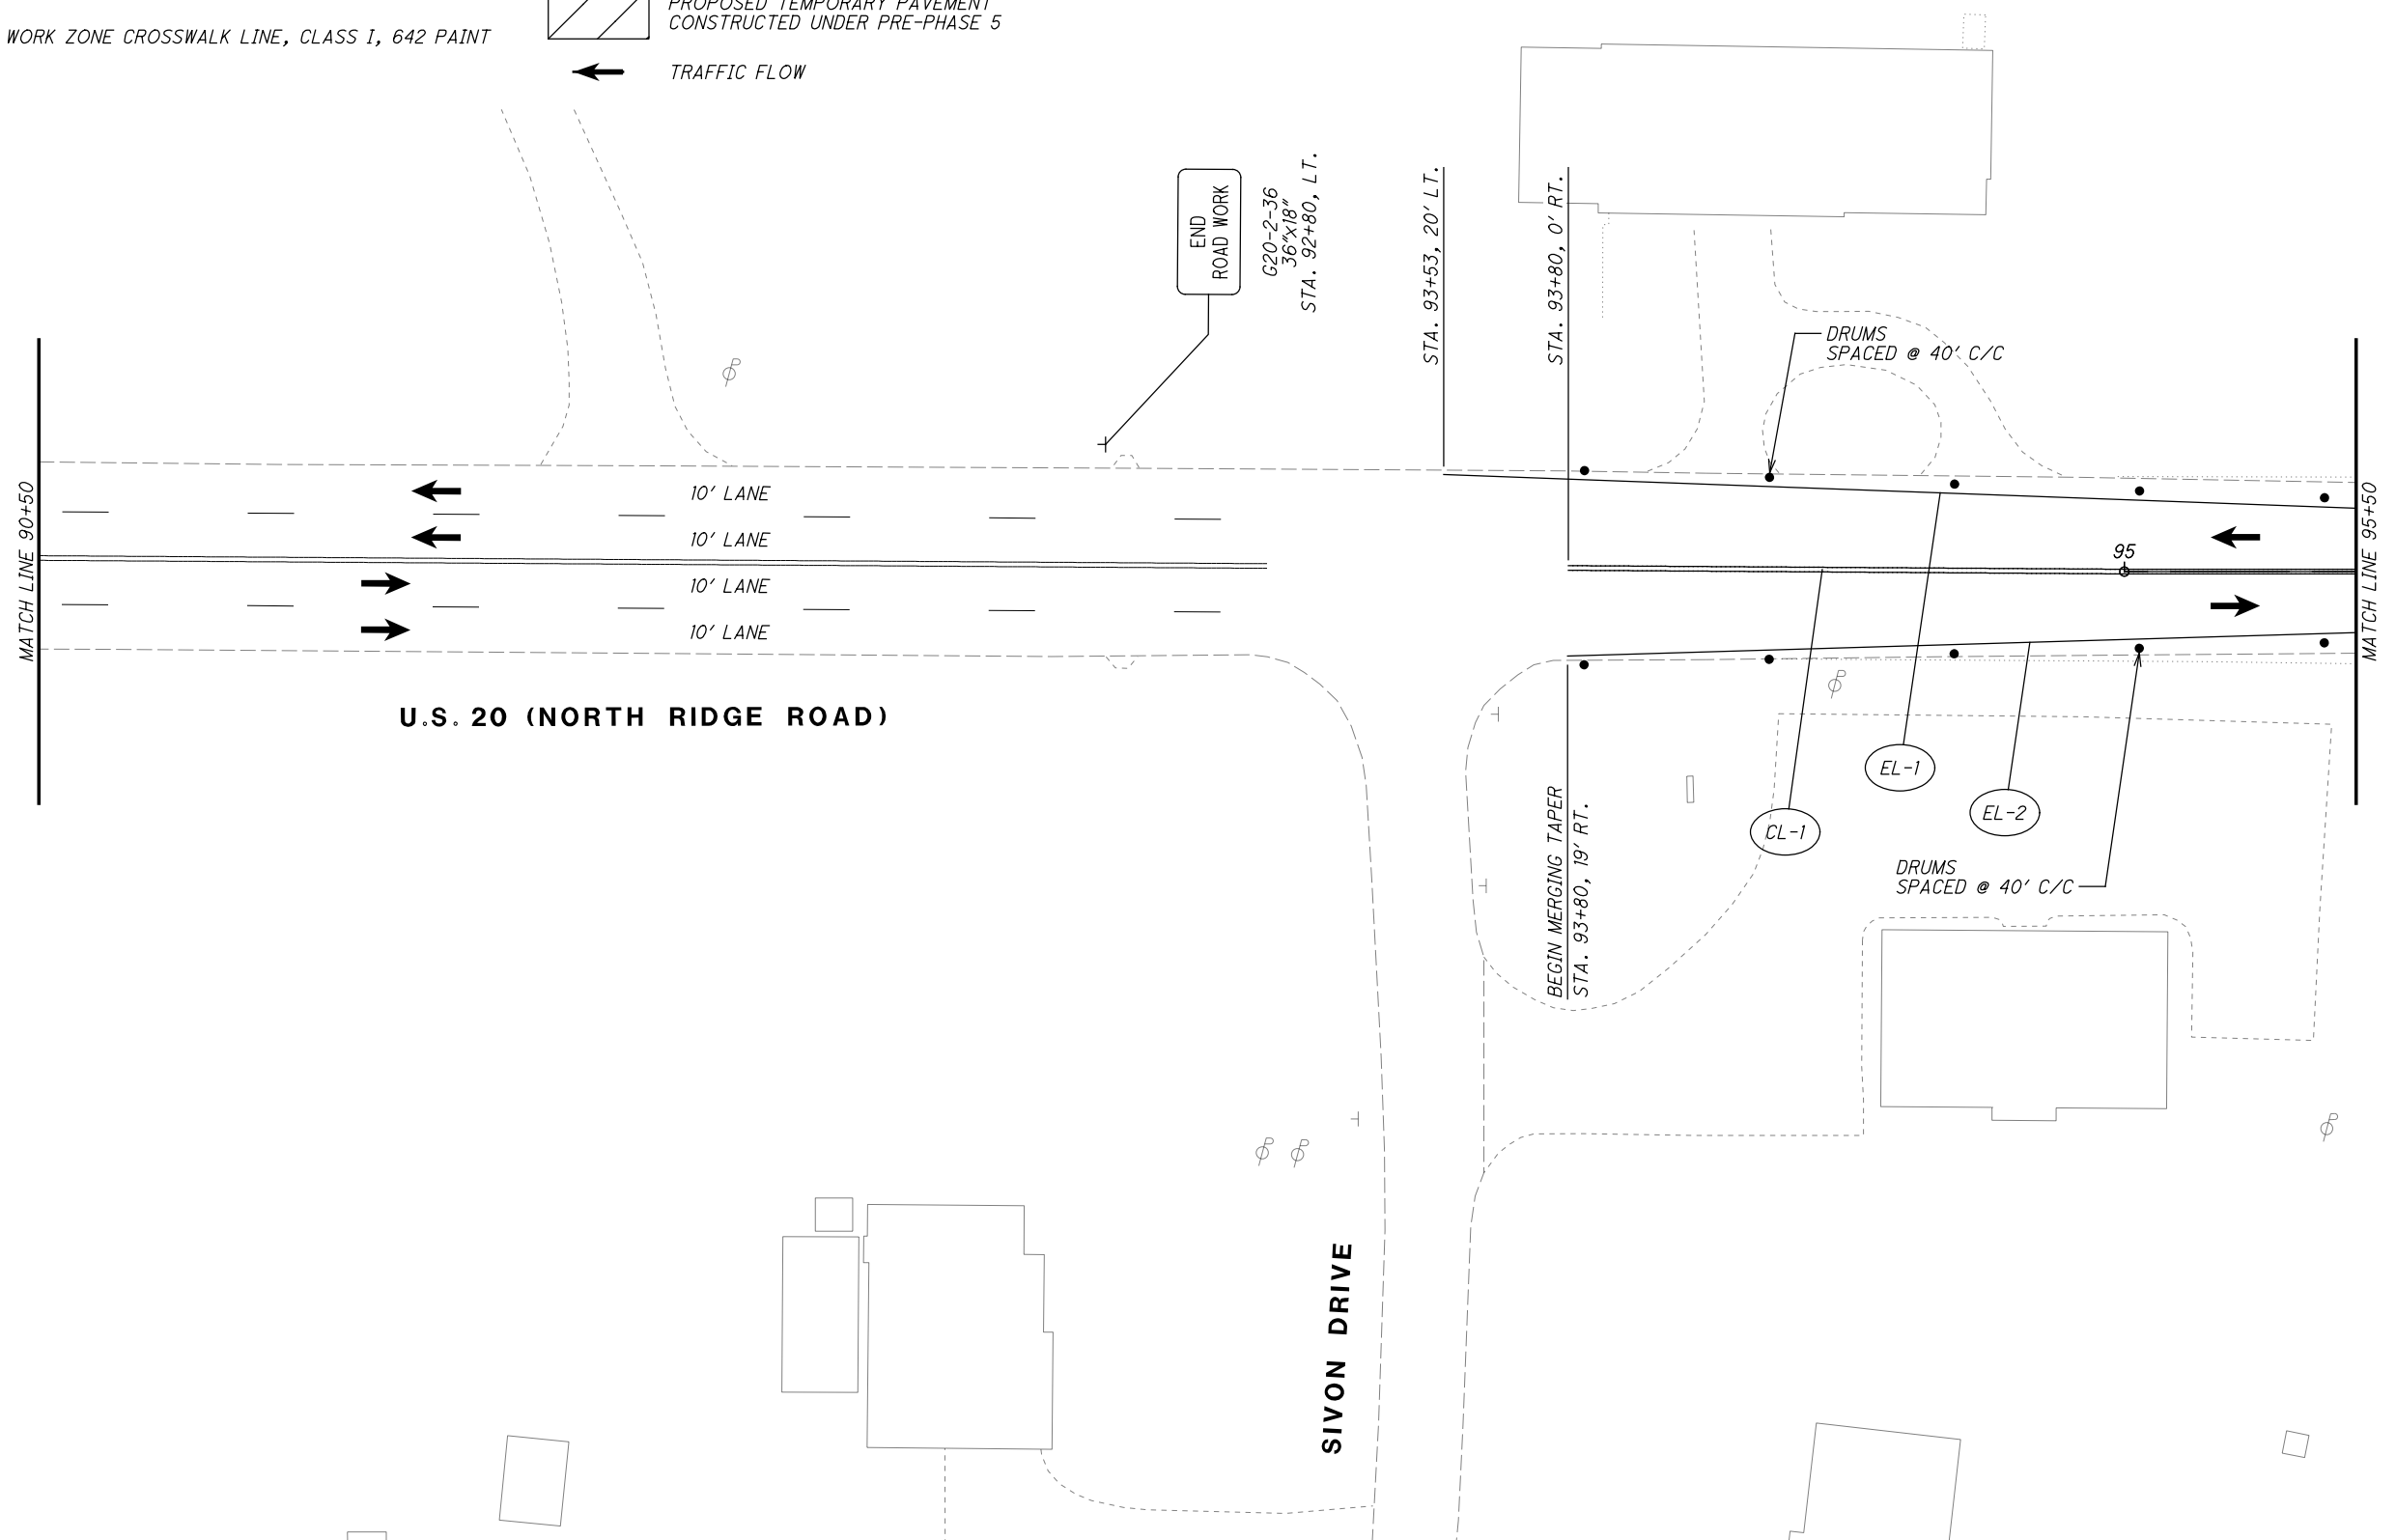 PROPOSED TEMPORARY PAVEMENT
CONSTRUCTED UNDER PRE-PHASE 5
WORK ZONE CROSSWALK LINE, CLASS I, 642 PAINT
TRAFFIC FLOW
END
ROAD WORK
G20-2-36
36"x18"
STA. 92+80, LT.
STA. 93+53, 20' LT.
STA. 93+80, 0' RT.
DRUMS
SPACED @ 40' C/C
MATCH LINE 90+50
10' LANE
10' LANE
10' LANE
10' LANE
95
MATCH LINE 95+50
U.S. 20 (NORTH RIDGE ROAD)
EL-1
EL-2
CL-1
BEGIN MERGING TAPER
STA. 93+80, 19' RT.
DRUMS
SPACED @ 40' C/C
SIVON DRIVE